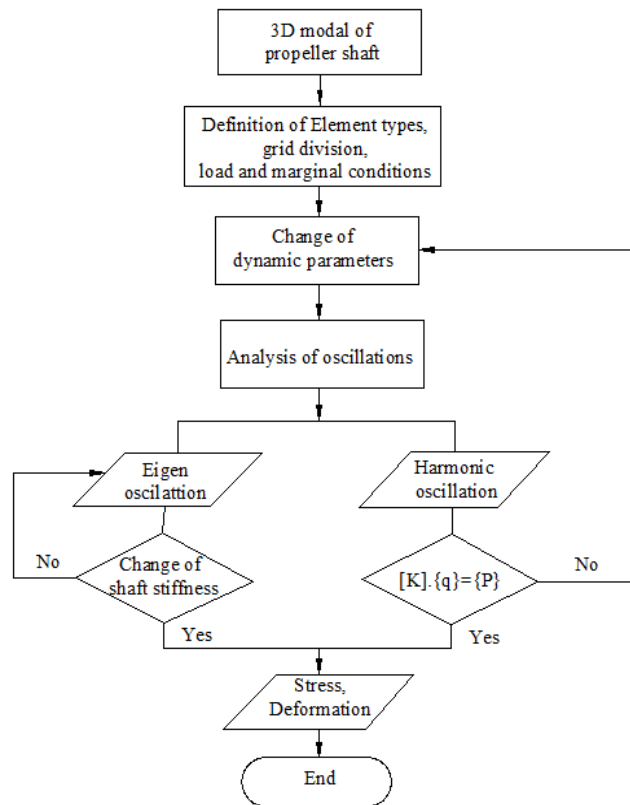 3D modal of
propeller shaft
Definition of Element types,
grid division,
load and marginal conditions
Change of
dynamic parameters
Analysis of oscillations
Eigen
oscilattion
Harmonic
oscillation
No
Change of
shaft stiffness
[K].{q}={P}
No
Yes
Yes
Stress,
Deformation
End